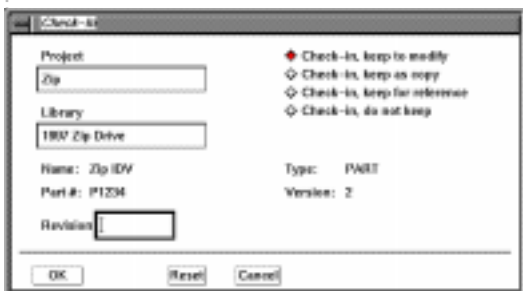 Check-in
Project
Zip
Library
1997 Zip Drive
Name: Zip IDV
Part #: P1234
Revision
Check-in, keep to modify
Check-in, keep as copy
Check-in, keep for reference
Check-in, do not keep
Type: PART
Version: 2
OK
Reset
Cancel